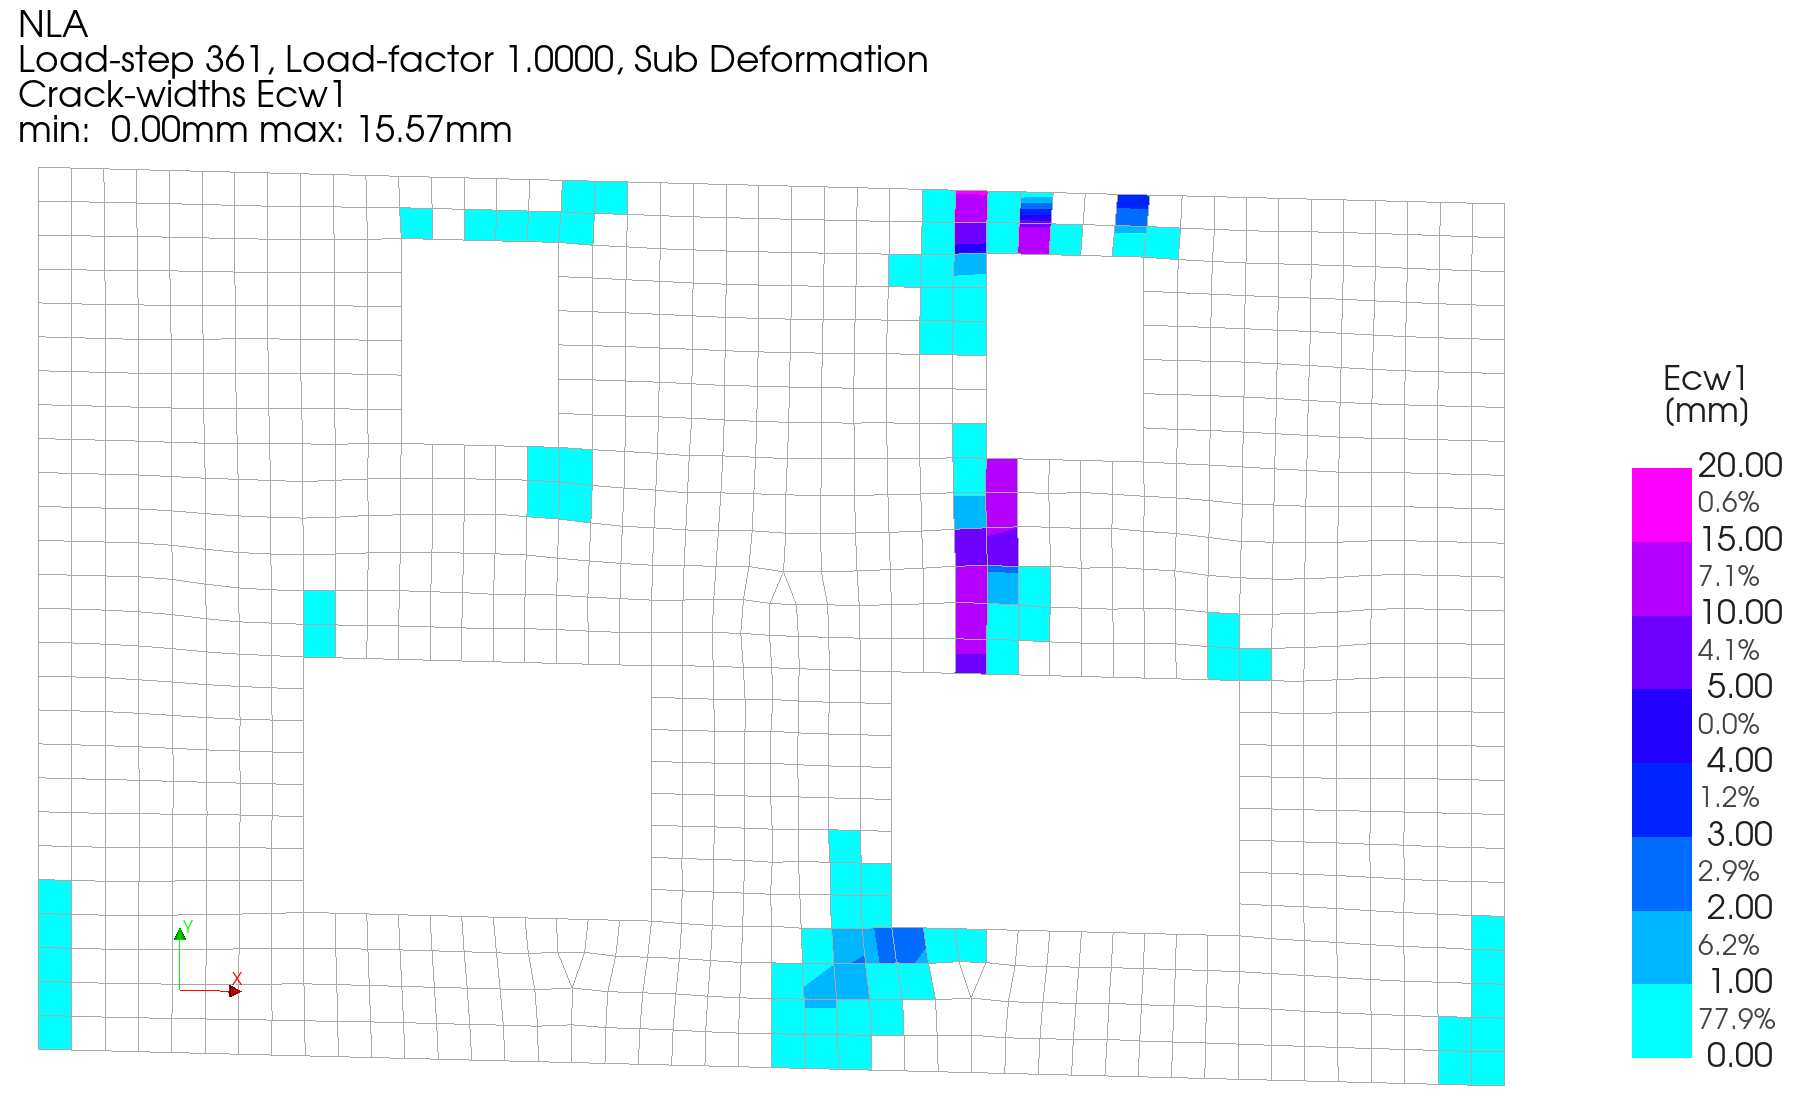 NLA
Load-step 361, Load-factor 1.0000, Sub Deformation
Crack-widths Ecw1
min:  0.00mm max: 15.57mm
Ecw1
(mm)
20.00
0.6%
15.00
7.1%
10.00
4.1%
5.00
0.0%
4.00
1.2%
3.00
2.9%
2.00
6.2%
1.00
77.9%
0.00
Y
X